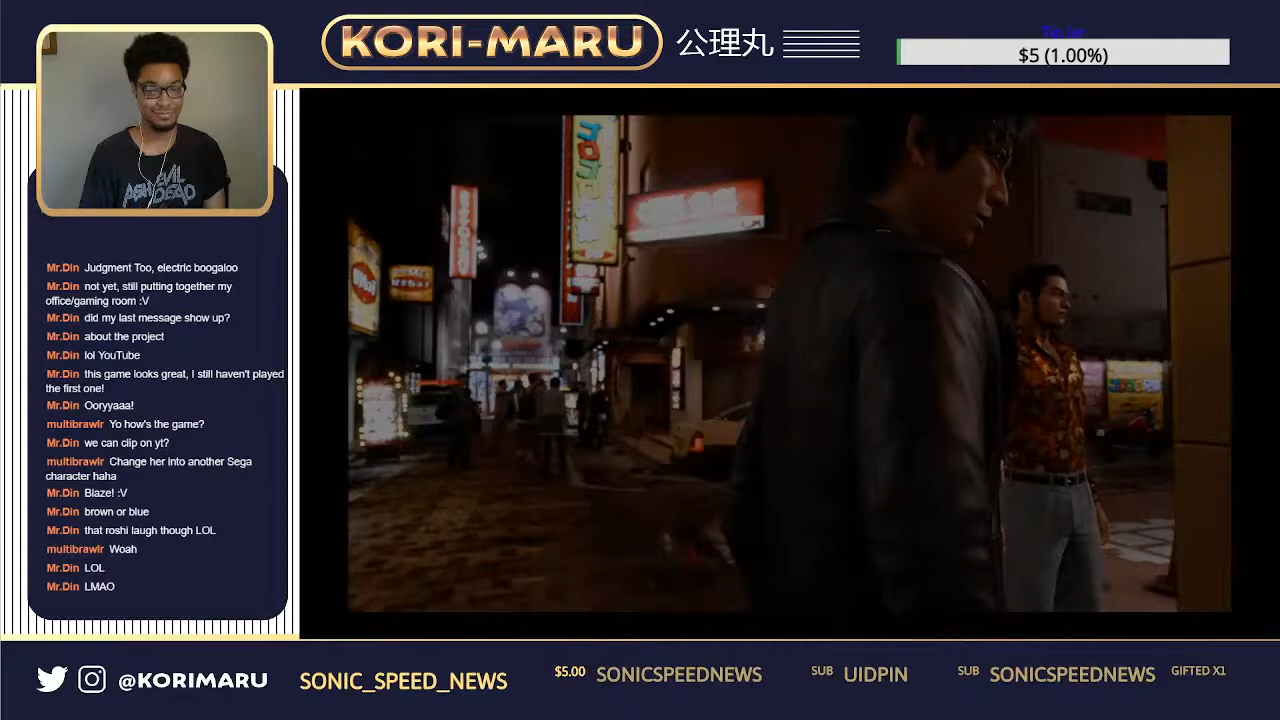 KORI-MARU
公理丸
Tip jar
$5 (1.00%)
EVIL
ASH
DEAD
Mr.Din Judgment Too, electric boogaloo
Mr.Din not yet, still putting together my
office/gaming room :V
Mr.Din did my last message show up?
Mr.Din about the project
Mr.Din lol YouTube
Mr.Din this game looks great, I still haven't played
the first one!
Mr.Din Ooryyaaa!
multibrawlr Yo how's the game?
Mr.Din we can clip on yt?
multibrawlr Change her into another Sega
character haha
Mr.Din Blaze! :V
Mr.Din brown or blue
Mr.Din that roshi laugh though LOL
multibrawlr Woah
Mr.Din LOL
Mr.Din LMAO
@KORIMARU
SONIC_SPEED_NEWS
$5.00 SONICSPEEDNEWS
SUB UIDPIN
SUB SONICSPEEDNEWS GIFTED X1